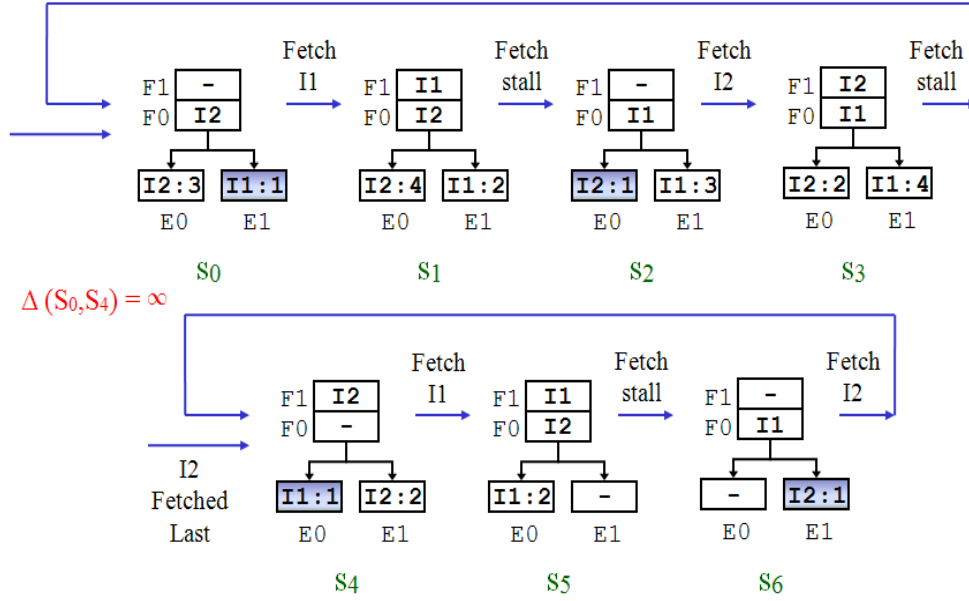 Fetch I1
Fetch stall
Fetch I2
Fetch stall
F1 - F1 I1 F1 - F1 I2
F0 I2 F0 I2 F0 I1 F0 I1
I2:3 I1:1 I2:4 I1:2 I2:1 I1:3 I2:2 I1:4
E0 E1 E0 E1 E0 E1 E0 E1
S0 S1 S2 S3
Δ (S0,S4) = ∞
Fetch I1
Fetch stall
Fetch I2
F1 I2 F1 I1 F1 -
F0 - F0 I2 F0 I1
I2 Fetched Last
I1:1 I2:2 I1:2 - - I2:1
E0 E1 E0 E1 E0 E1
S4 S5 S6